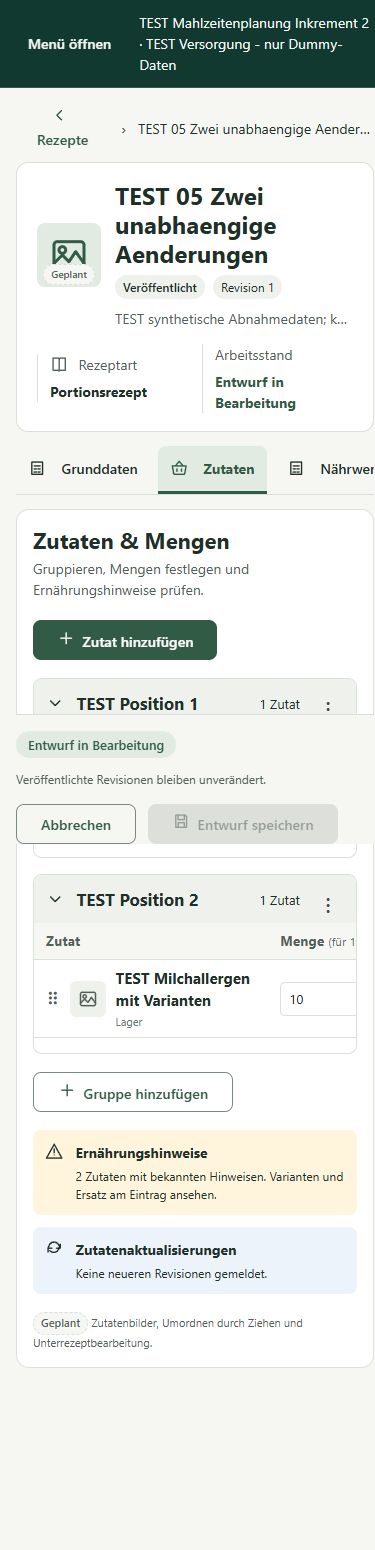 Menü öffnen
TEST Mahlzeitenplanung Inkrement 2
· TEST Versorgung - nur Dummy-
Daten
Rezepte
› TEST 05 Zwei unabhaengige Aender...
TEST 05 Zwei
unabhaengige
Aenderungen
Geplant
Veröffentlicht Revision 1
TEST synthetische Abnahmedaten; k...
Rezeptart
Portionsrezept
Arbeitsstand
Entwurf in
Bearbeitung
Grunddaten Zutaten Nährwer
Zutaten & Mengen
Gruppieren, Mengen festlegen und
Ernährungshinweise prüfen.
Zutat hinzufügen
TEST Position 1 1 Zutat
Entwurf in Bearbeitung
Veröffentlichte Revisionen bleiben unverändert.
Abbrechen Entwurf speichern
TEST Position 2 1 Zutat
Zutat Menge (für 1
TEST Milchallergen
mit Varianten
Lager
10
Gruppe hinzufügen
Ernährungshinweise
2 Zutaten mit bekannten Hinweisen. Varianten und
Ersatz am Eintrag ansehen.
Zutatenaktualisierungen
Keine neueren Revisionen gemeldet.
Geplant Zutatenbilder, Umordnen durch Ziehen und
Unterrezeptbearbeitung.